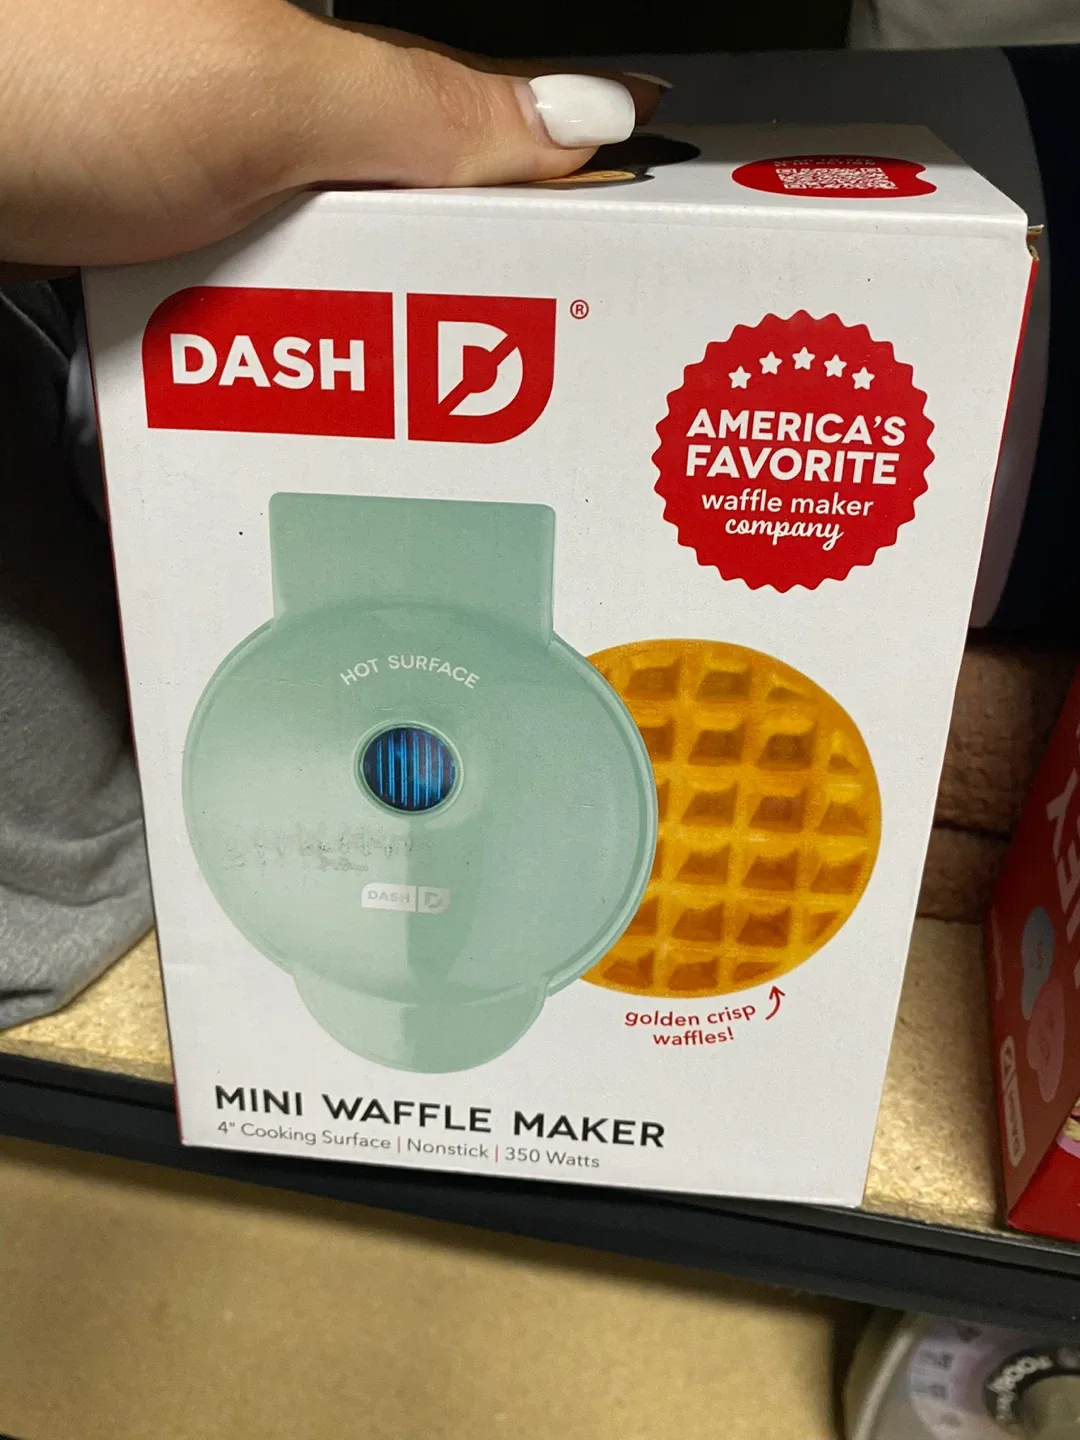 DASH D®
AMERICA'S
FAVORITE
waffle maker
company
HOT SURFACE
DASH D
golden crisp
waffles!
MINI WAFFLE MAKER
4" Cooking Surface | Nonstick | 350 Watts